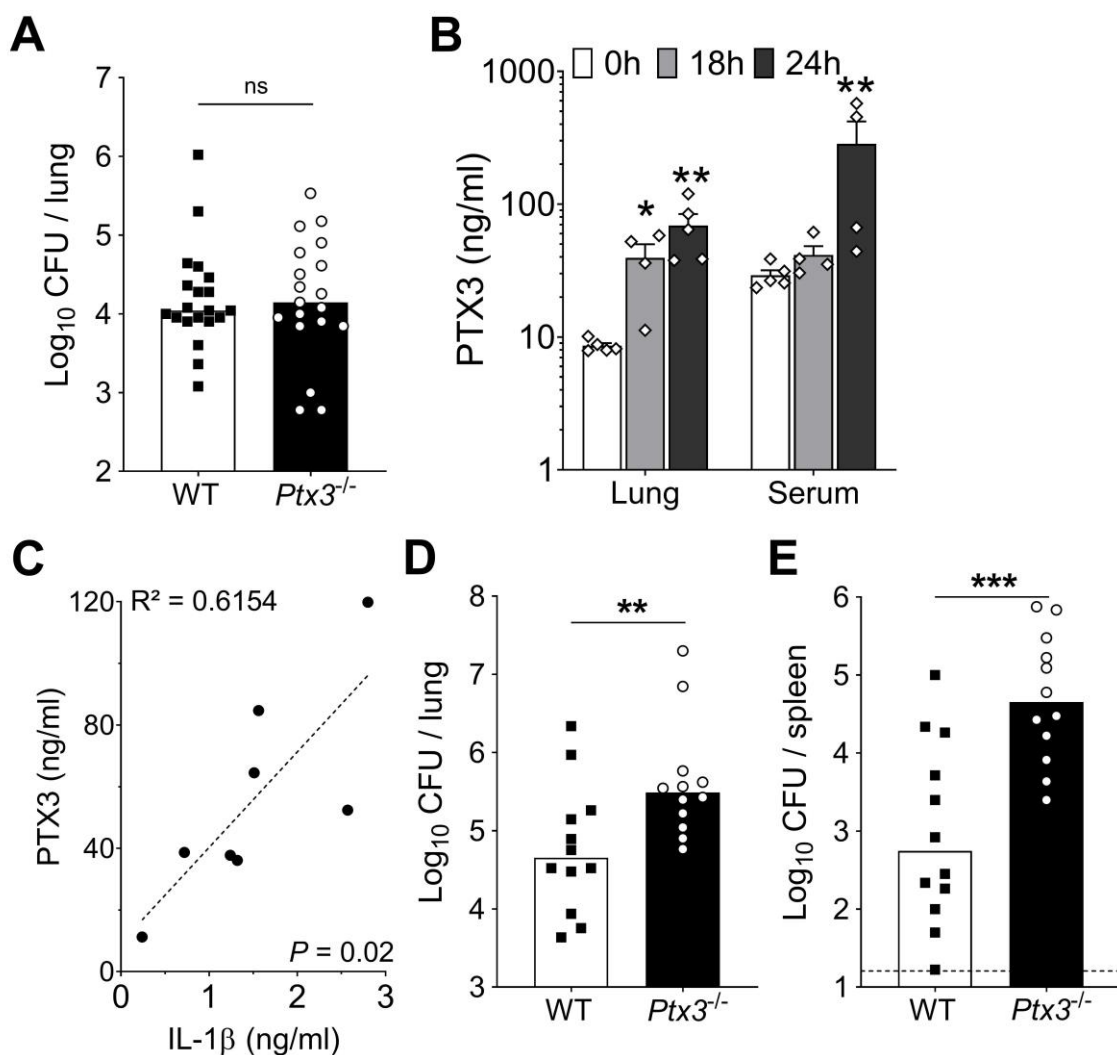 A
Log10 CFU / lung
7
6
5
4
3
2
ns
WT
Ptx3-/-
B
0h 18h 24h
PTX3 (ng/ml)
1000
100
10
1
*
**
**
Lung
Serum
C
R² = 0.6154
PTX3 (ng/ml)
120
80
40
0
P = 0.02
0 1 2 3
IL-1β (ng/ml)
D
Log10 CFU / lung
8
7
6
5
4
3
**
WT
Ptx3-/-
E
Log10 CFU / spleen
6
5
4
3
2
1
***
WT
Ptx3-/-